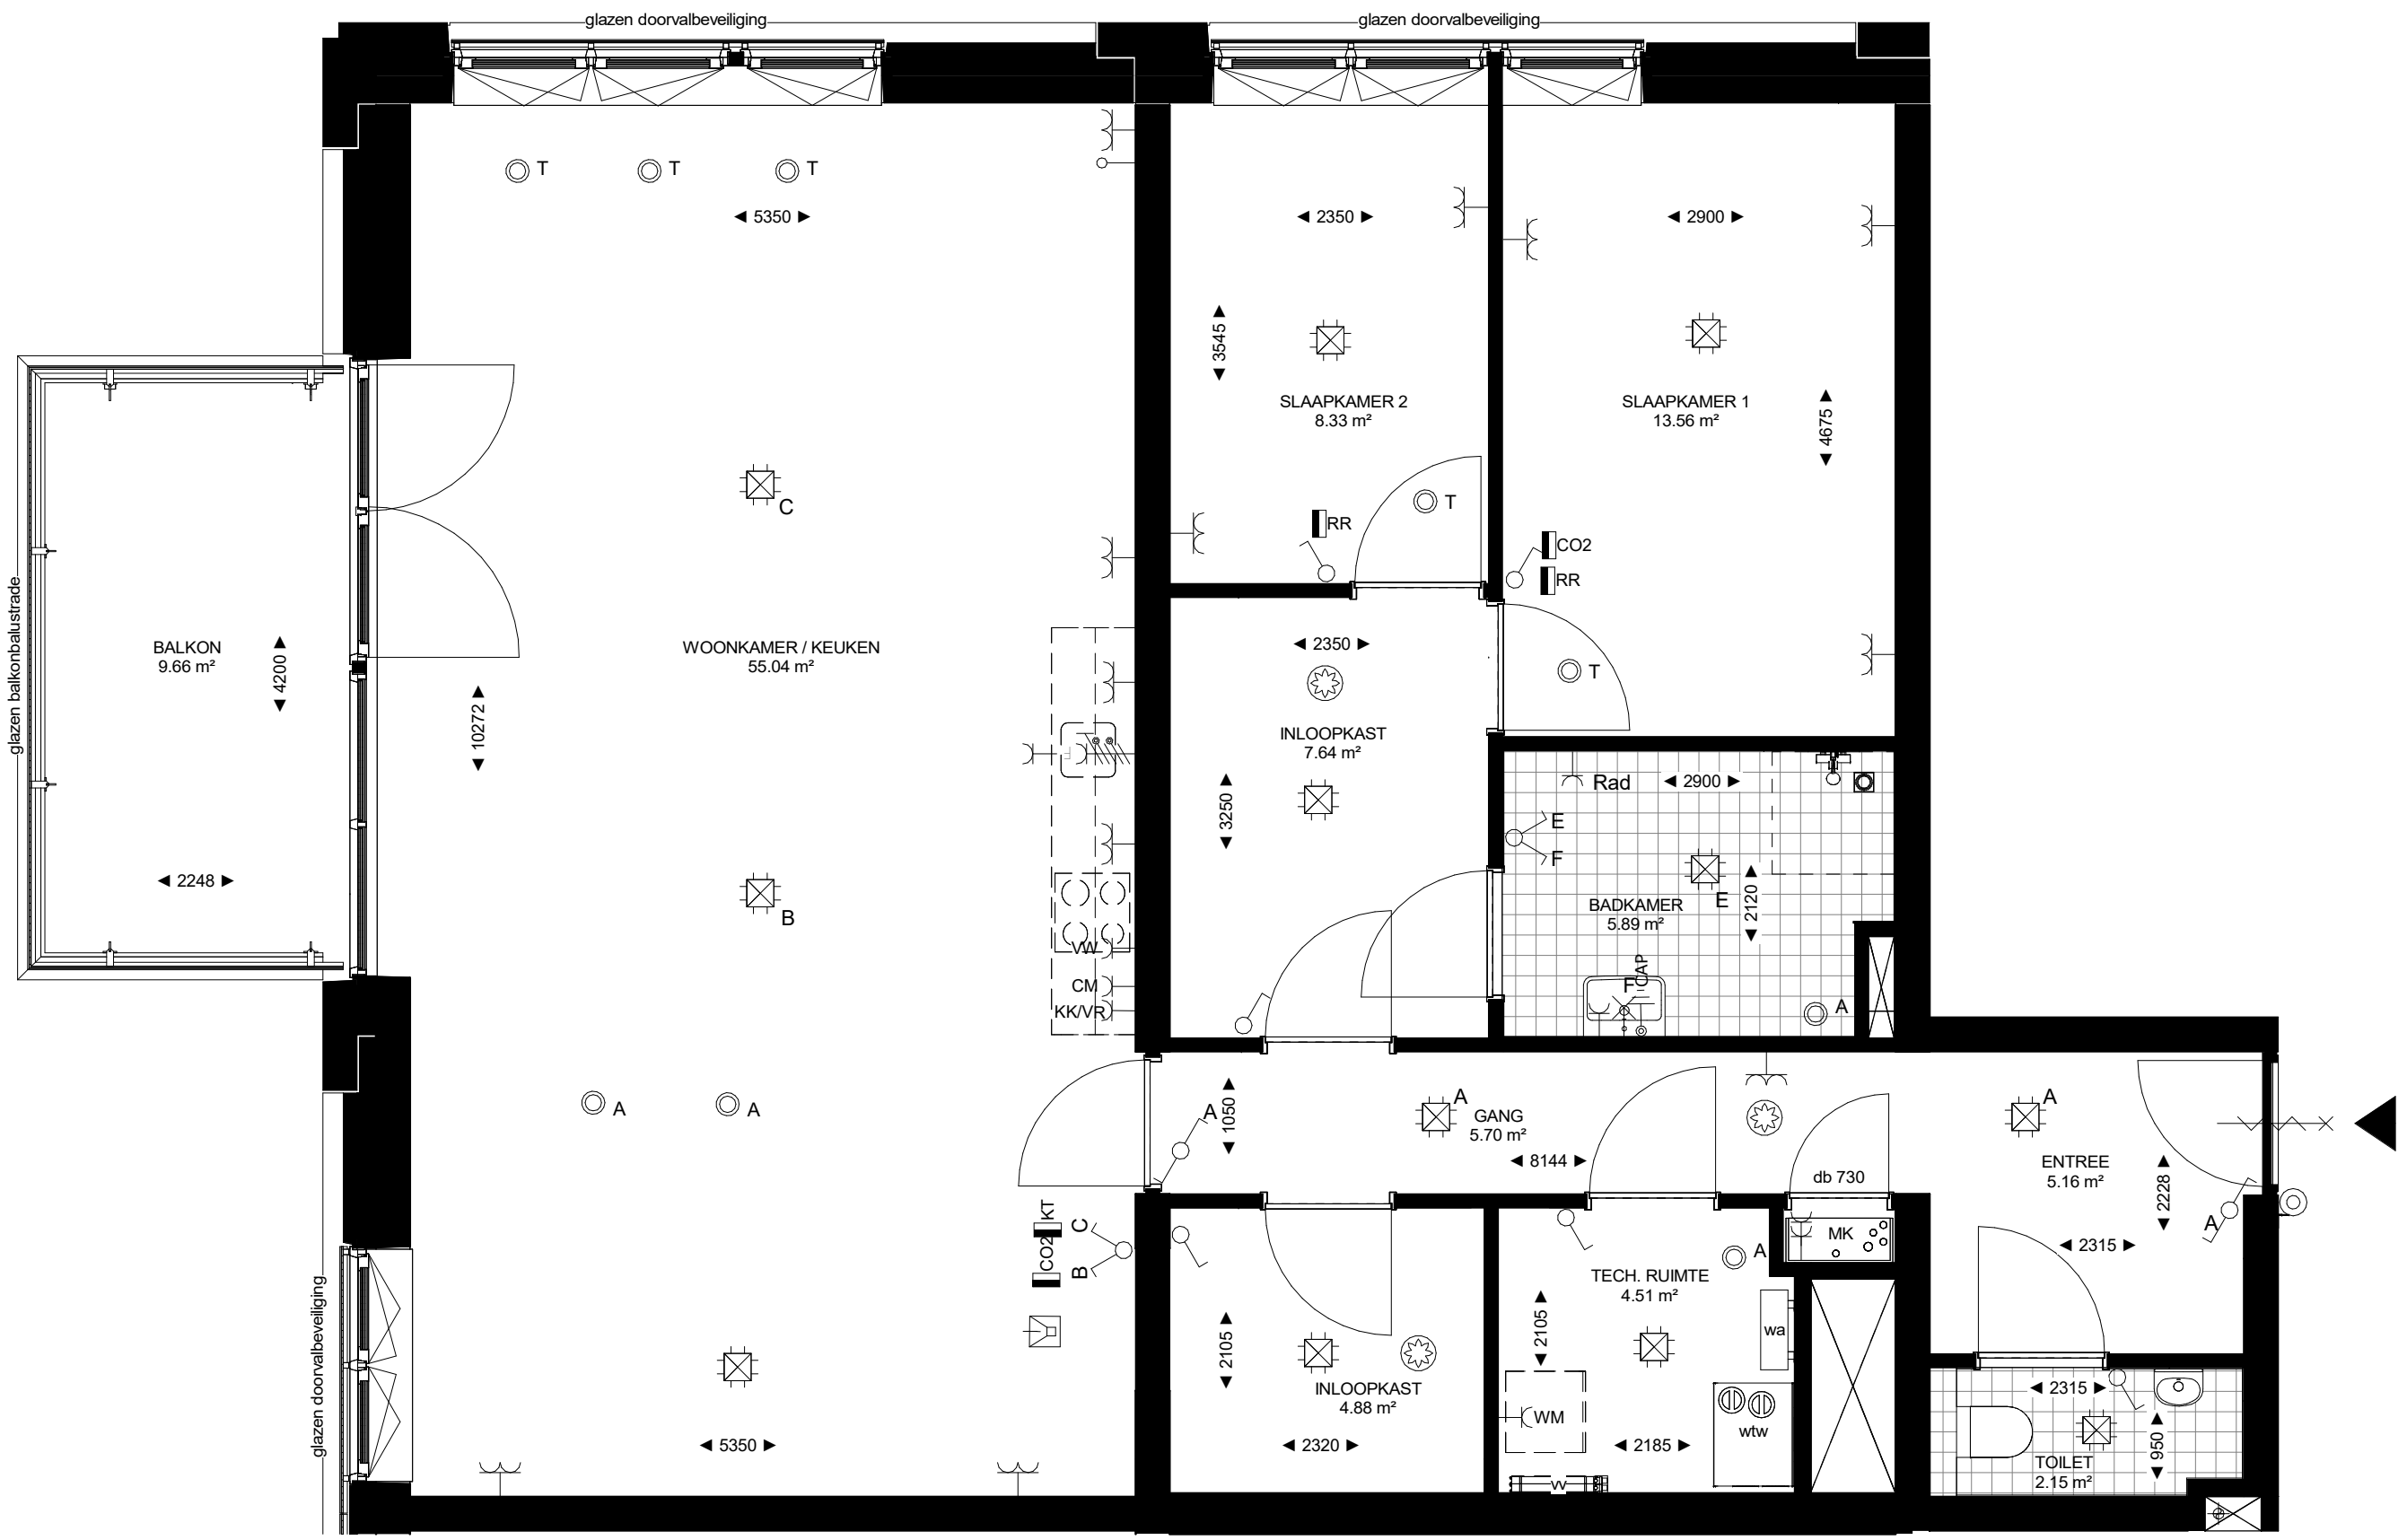 glazen doorvalbeveiliging
glazen doorvalbeveiliging
T
T
T
5350
2350
2900
3545
SLAAPKAMER 2
8.33 m²
SLAAPKAMER 1
13.56 m²
4675
C
T
RR
CO2
RR
glazen balkonbalustrade
BALKON
9.66 m²
4200
WOONKAMER / KEUKEN
55.04 m²
10272
2350
T
INLOOPKAST
7.64 m²
3250
Rad
2900
E
F
E
BADKAMER
5.89 m²
2120
2248
B
VW
CM
KK/VR
CAP
F
A
A
A
A
1050
A
GANG
5.70 m²
8144
db 730
A
ENTREE
5.16 m²
2228
2315
A
KT
CO2
C
B
MK
A
TECH. RUIMTE
4.51 m²
2105
wa
glazen doorvalbeveiliging
2105
INLOOPKAST
4.88 m²
WM
wtw
2315
950
TOILET
2.15 m²
5350
2320
2185
W